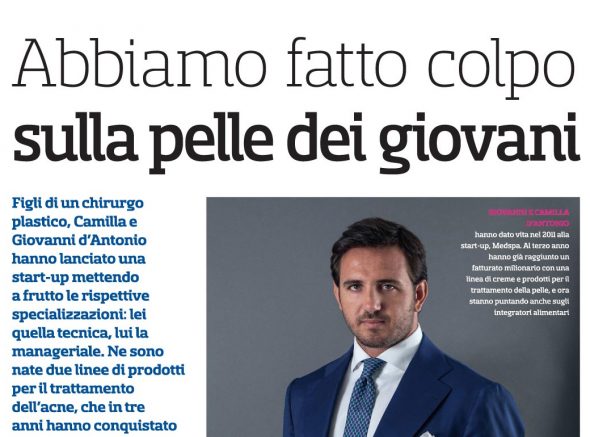 Abbiamo fatto colpo
sulla pelle dei giovani
Figli di un chirurgo
plastico, Camilla e
Giovanni d'Antonio
hanno lanciato una
start-up mettendo
a frutto le rispettive
specializzazioni: lei
quella tecnica, lui la
manageriale. Ne sono
nate due linee di prodotti
per il trattamento
dell'acne, che in tre
anni hanno conquistato
GIOVANNI E CAMILLA
D'ANTONIO
hanno dato vita nel 2011 alla
start-up, Medspa. Al terzo anno
hanno già raggiunto un
fatturato milionario con una
linea di creme e prodotti per il
trattamento della pelle, e ora
stanno puntando anche sugli
integratori alimentari